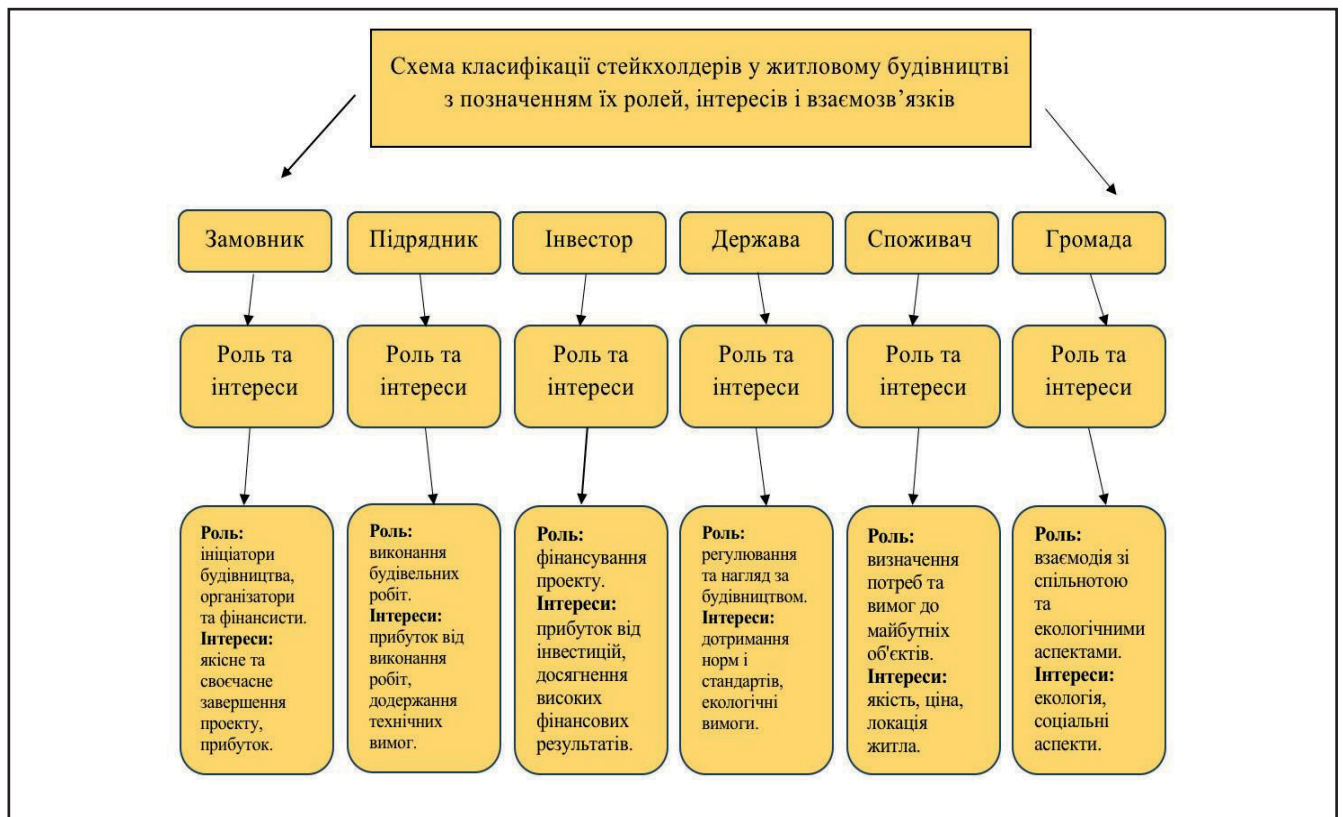 Схема класифікації стейкхолдерів у житловому будівництві
з позначенням їх ролей, інтересів і взаємозв’язків
Замовник
Підрядник
Інвестор
Держава
Споживач
Громада
Роль та
інтереси
Роль та
інтереси
Роль та
інтереси
Роль та
інтереси
Роль та
інтереси
Роль та
інтереси
Роль:
ініціатори
будівництва,
організатори
та фінансисти.
Інтереси:
якісне та
своєчасне
завершення
проекту,
прибуток.
Роль:
виконання
будівельних
робіт.
Інтереси:
прибуток від
виконання
робіт,
додержання
технічних
вимог.
Роль:
фінансування
проекту.
Інтереси:
прибуток від
інвестицій,
досягнення
високих
фінансових
результатів.
Роль:
регулювання
та нагляд за
будівництвом.
Інтереси:
дотримання
норм і
стандартів,
екологічні
вимоги.
Роль:
визначення
потреб та
вимог до
майбутніх
об'єктів.
Інтереси:
якість, ціна,
локація
житла.
Роль:
взаємодія зі
спільнотою
та
екологічними
аспектами.
Інтереси:
екологія,
соціальні
аспекти.